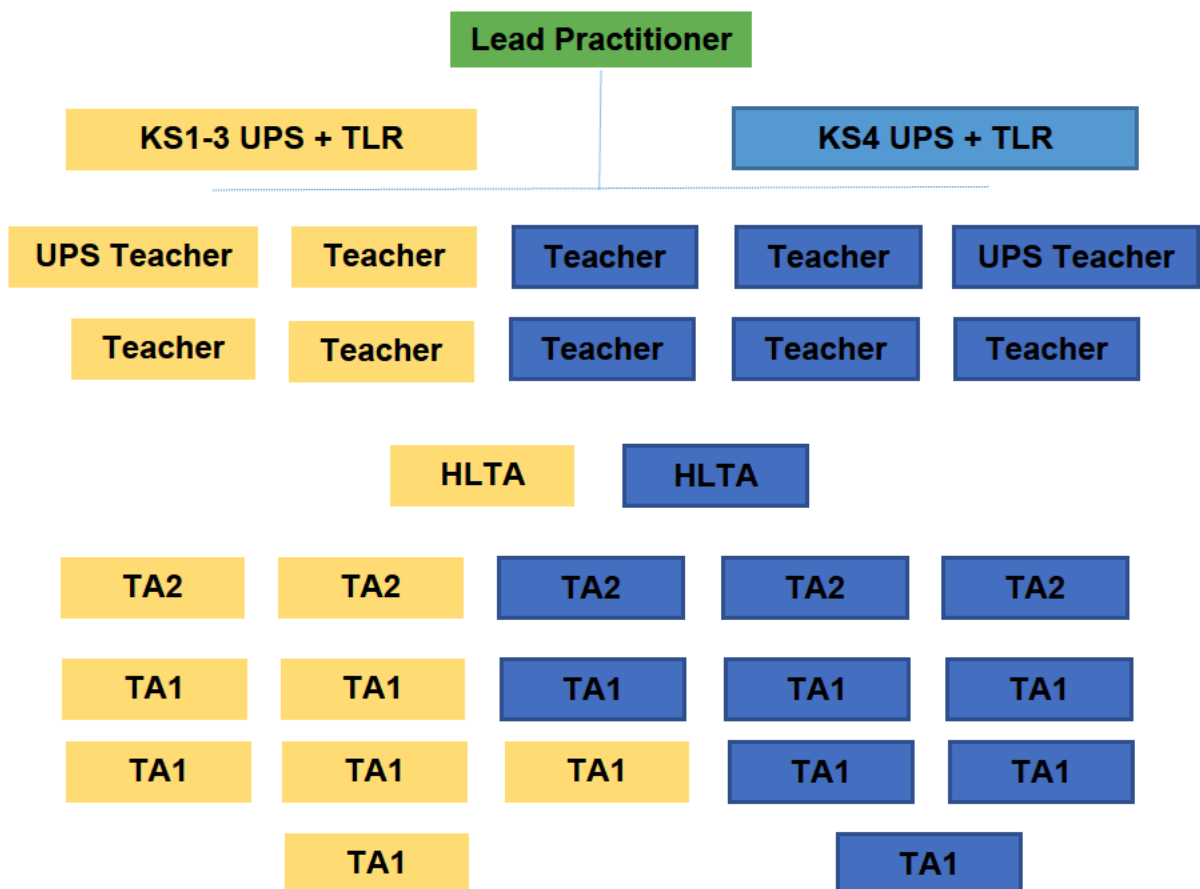 Lead Practitioner
KS1-3 UPS + TLR KS4 UPS + TLR
UPS Teacher Teacher Teacher Teacher UPS Teacher
Teacher Teacher Teacher Teacher Teacher
HLTA HLTA
TA2 TA2 TA2 TA2 TA2
TA1 TA1 TA1 TA1 TA1
TA1 TA1 TA1 TA1 TA1
TA1 TA1